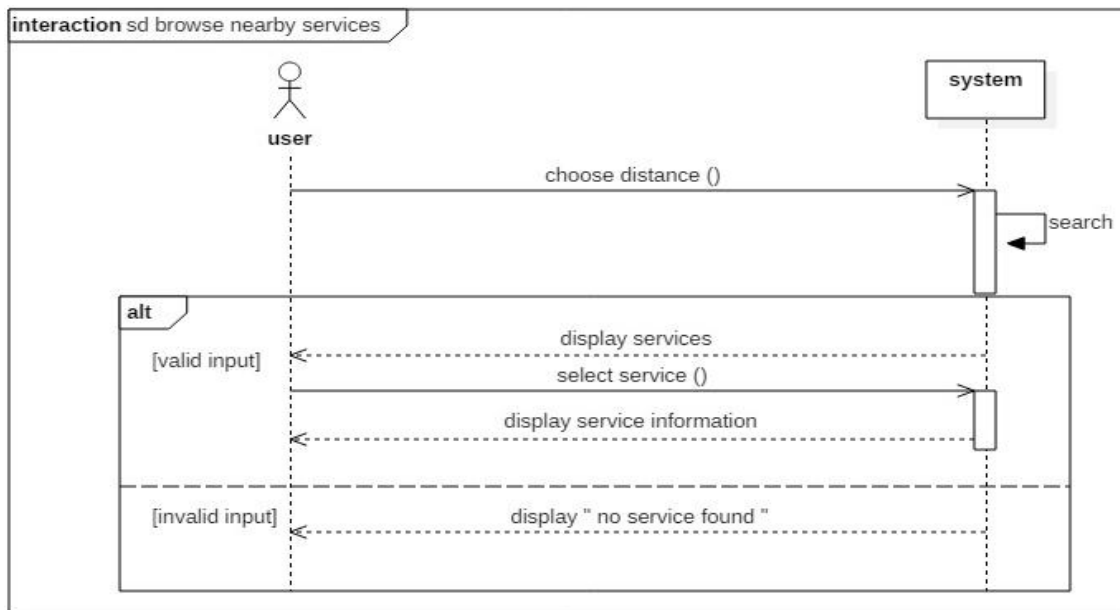 interaction sd browse nearby services
user
system
choose distance ()
search
alt
[valid input]
display services
select service ()
display service information
[invalid input]
display " no service found "